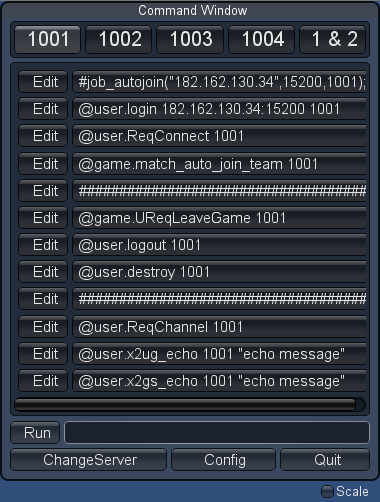 Command Window
1001 1002 1003 1004 1 & 2
Edit #job_autojoin("182.162.130.34",15200,1001);
Edit @user.login 182.162.130.34:15200 1001
Edit @user.ReqConnect 1001
Edit @game.match_auto_join_team 1001
Edit ####################################
Edit @game.UReqLeaveGame 1001
Edit @user.logout 1001
Edit @user.destroy 1001
Edit ####################################
Edit @user.ReqChannel 1001
Edit @user.x2ug_echo 1001 "echo message"
Edit @user.x2gs_echo 1001 "echo message"
Run
ChangeServer Config Quit
Scale